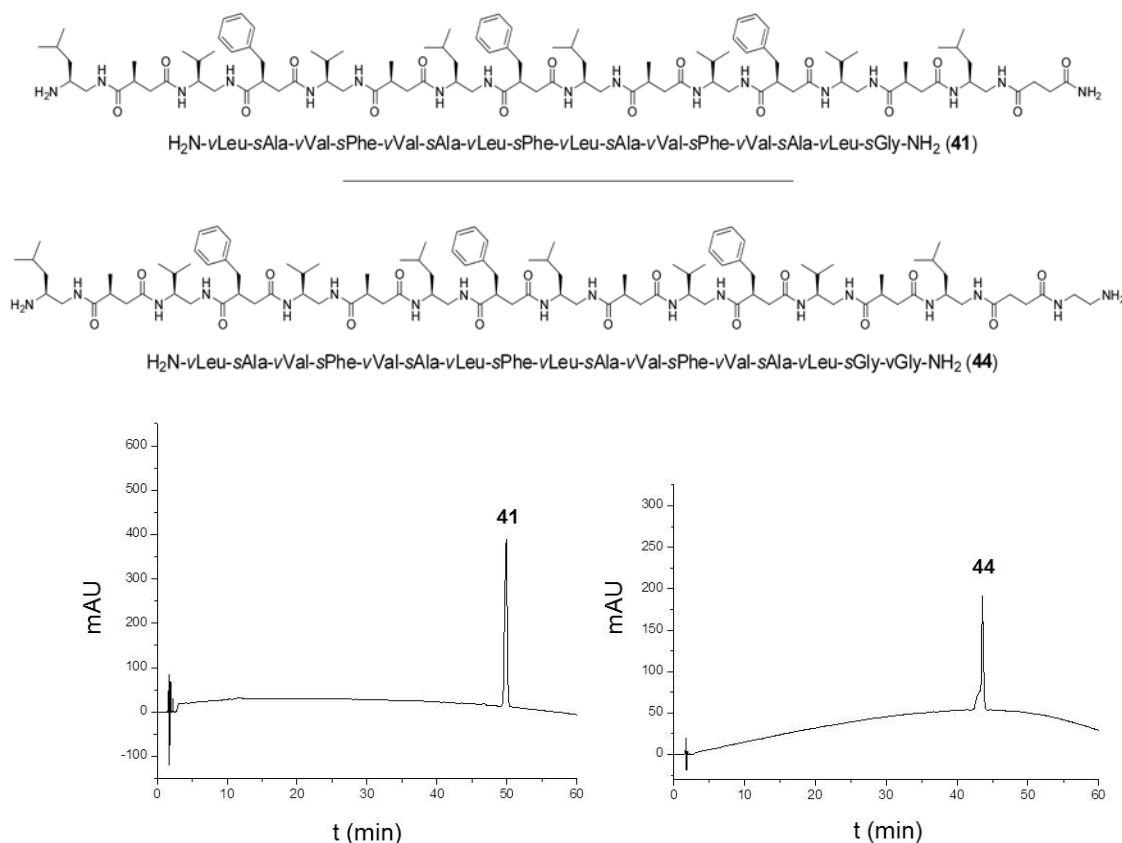 H₂N-vLeu-sAla-vVal-sPhe-vVal-sAla-vLeu-sPhe-vLeu-sAla-vVal-sPhe-vVal-sAla-vLeu-sGly-NH₂ (41)
H₂N-vLeu-sAla-vVal-sPhe-vVal-sAla-vLeu-sPhe-vLeu-sAla-vVal-sPhe-vVal-sAla-vLeu-sGly-vGly-NH₂ (44)
600
500
400
300
200
100
0
-100
mAU
41
0 10 20 30 40 50 60
t (min)
300
250
200
150
100
50
0
mAU
44
0 10 20 30 40 50 60
t (min)